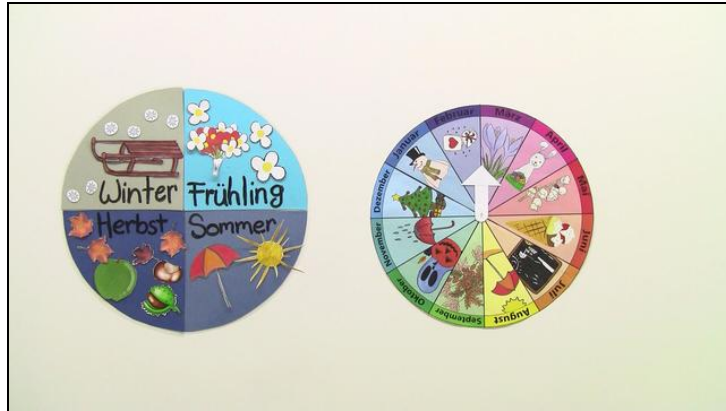 Winter
Frühling
Herbst
Sommer
Januar
Februar
März
April
Mai
Juni
Juli
August
September
Oktober
November
Dezember